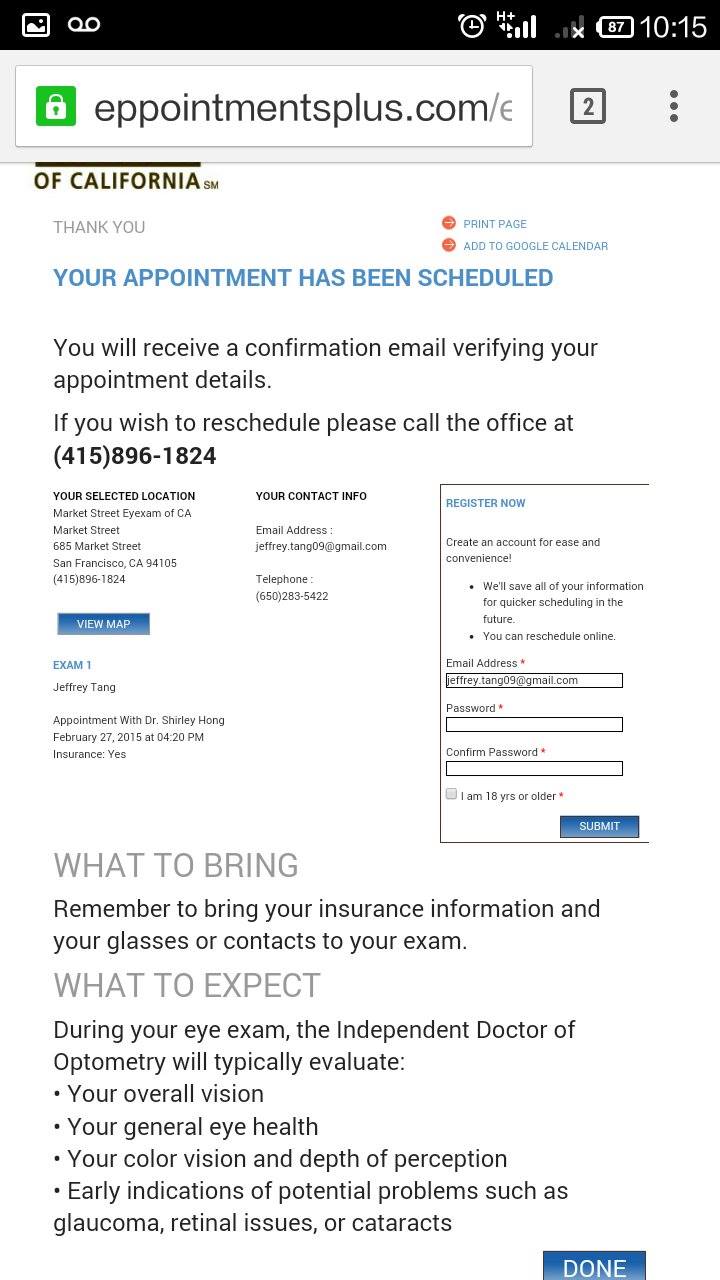 H+
87
10:15
eppointmentsplus.com/e
2
OF CALIFORNIA SM
THANK YOU
PRINT PAGE
ADD TO GOOGLE CALENDAR
YOUR APPOINTMENT HAS BEEN SCHEDULED
You will receive a confirmation email verifying your
appointment details.
If you wish to reschedule please call the office at
(415)896-1824
YOUR SELECTED LOCATION
Market Street Eyexam of CA
Market Street
685 Market Street
San Francisco, CA 94105
(415)896-1824
VIEW MAP
YOUR CONTACT INFO
Email Address :
jeffrey.tang09@gmail.com
Telephone :
(650)283-5422
EXAM 1
Jeffrey Tang
Appointment With Dr. Shirley Hong
February 27, 2015 at 04:20 PM
Insurance: Yes
REGISTER NOW
Create an account for ease and
convenience!
• We'll save all of your information
for quicker scheduling in the
future.
• You can reschedule online.
Email Address *
jeffrey.tang09@gmail.com
Password *
Confirm Password *
I am 18 yrs or older *
SUBMIT
WHAT TO BRING
Remember to bring your insurance information and
your glasses or contacts to your exam.
WHAT TO EXPECT
During your eye exam, the Independent Doctor of
Optometry will typically evaluate:
• Your overall vision
• Your general eye health
• Your color vision and depth of perception
• Early indications of potential problems such as
glaucoma, retinal issues, or cataracts
DONE